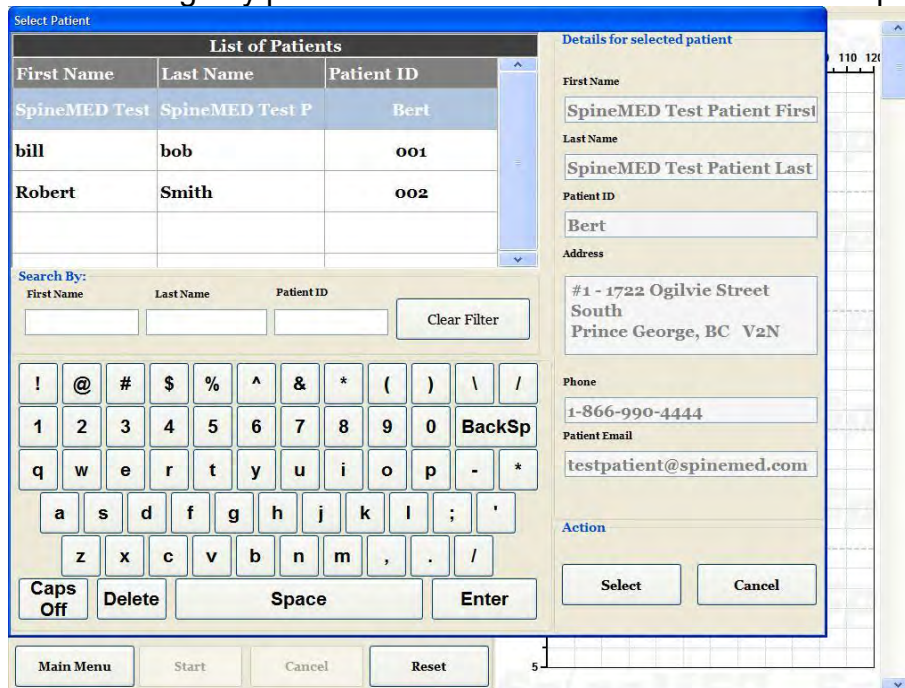 Select Patient
List of Patients
First Name Last Name Patient ID
SpineMED Test SpineMED Test P Bert
bill bob 001
Robert Smith 002
Search By:
First Name Last Name Patient ID
Clear Filter
! @ # $ % ^ & * ( ) \ /
1 2 3 4 5 6 7 8 9 0 BackSp
q w e r t y u i o p - *
a s d f g h j k l ; '
z x c v b n m , . /
Caps Off Delete Space Enter
Details for selected patient
First Name
SpineMED Test Patient First
Last Name
SpineMED Test Patient Last
Patient ID
Bert
Address
#1 - 1722 Ogilvie Street
South
Prince George, BC V2N
Phone
1-866-990-4444
Patient Email
testpatient@spinemed.com
Action
Select Cancel
110 120
Main Menu Start Cancel Reset
5